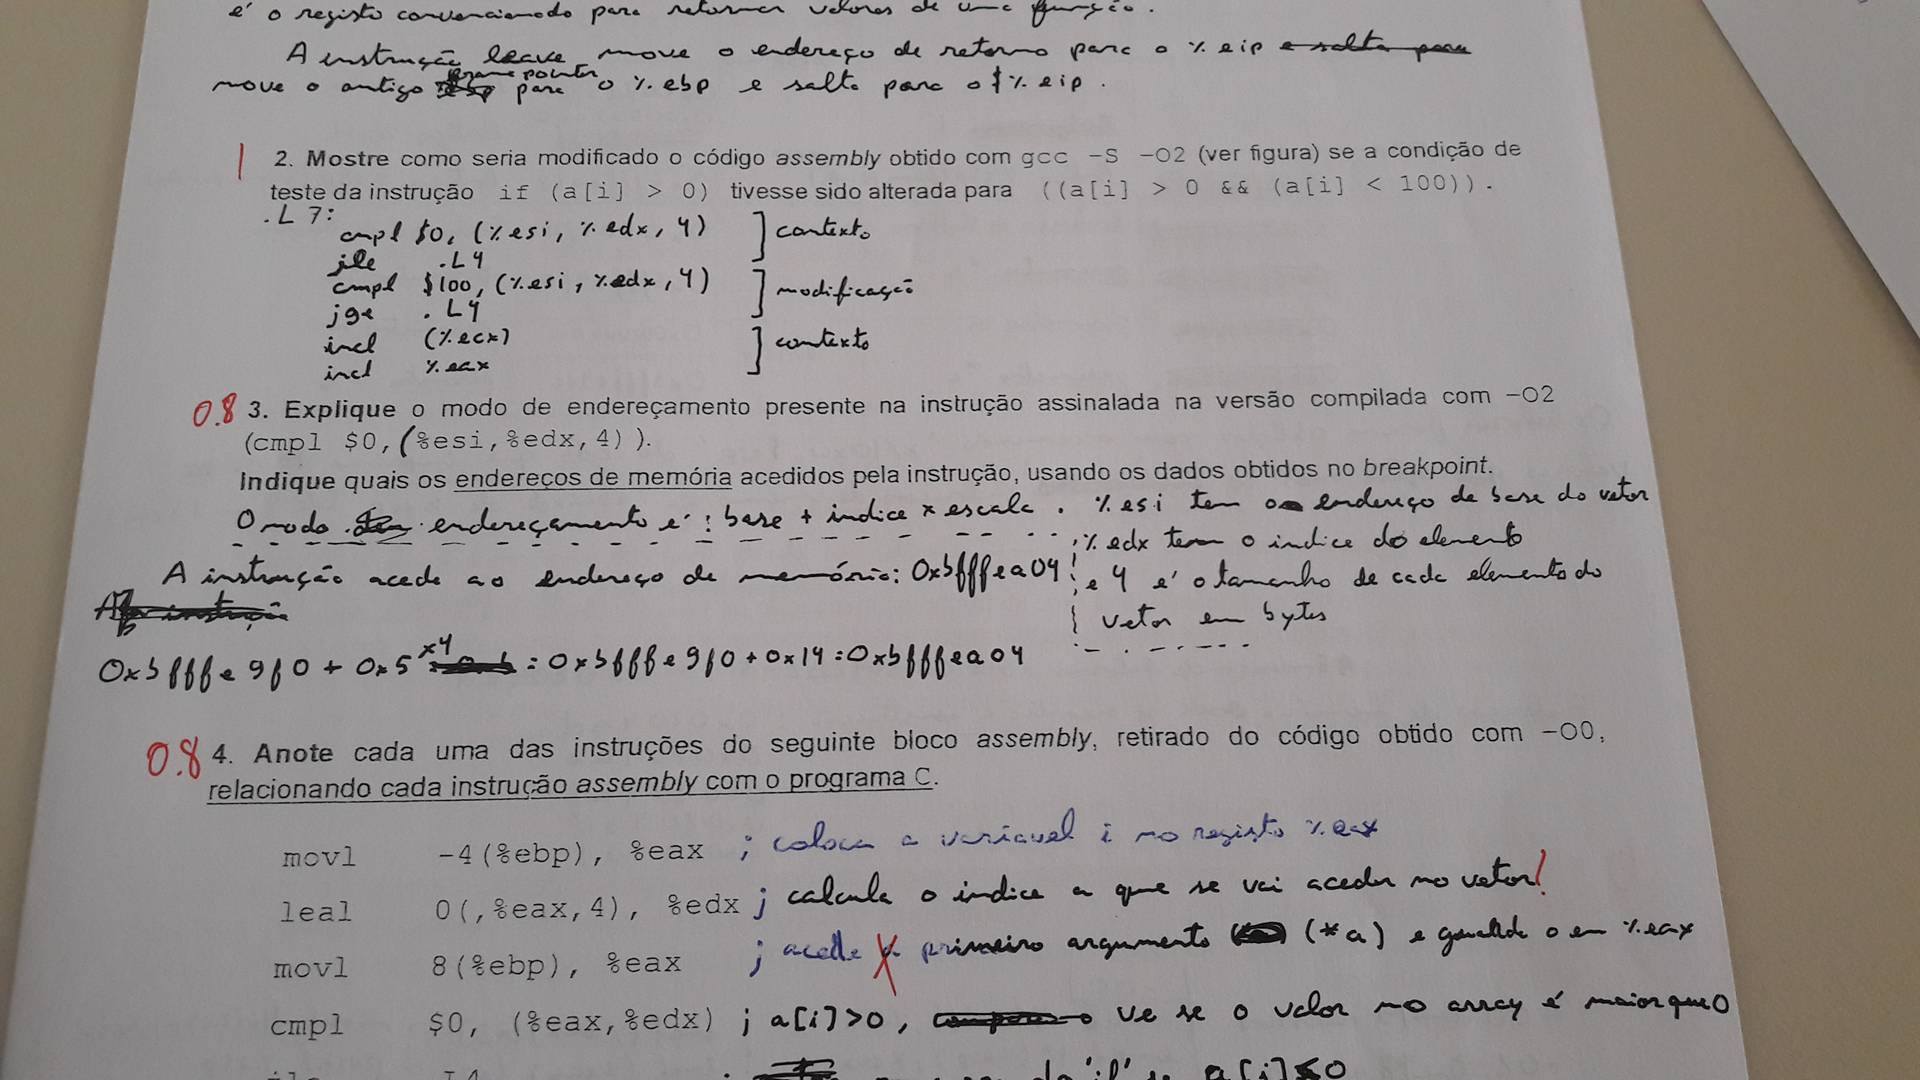 é o registo convencionado para retornar valores de uma função.
A instrução leave move o endereço de retorno para o %eip e salta para
move o antigo frame pointer para o %ebp e salta para o %eip.
1 2. Mostre como seria modificado o código assembly obtido com gcc -S -O2 (ver figura) se a condição de
teste da instrução if (a[i] > 0) tivesse sido alterada para ((a[i] > 0 && (a[i] < 100)).
.L7:
cmpl $0, (%esi, %edx, 4) ] contexto
jle .L4
cmpl $100, (%esi, %edx, 4) ] modificação
jge .L4
incl (%ecx) ] contexto
incl %eax
0.8 3. Explique o modo de endereçamento presente na instrução assinalada na versão compilada com -O2
(cmpl $0,(%esi,%edx,4)).
Indique quais os endereços de memória acedidos pela instrução, usando os dados obtidos no breakpoint.
O modo endereçamento é: base + indice x escala. %esi tem o endereço de base do vetor
, %edx tem o indice do elemento
A instrução acede ao endereço de memória: 0xbfffea04
e 4 é o tamanho de cada elemento do
A instrução
vetor em bytes
0xbfffe9f0 + 0x5 x4 = 0xbfffe9f0 + 0x14 = 0xbfffea04
0.8 4. Anote cada uma das instruções do seguinte bloco assembly, retirado do código obtido com -O0,
relacionando cada instrução assembly com o programa C.
movl -4(%ebp), %eax ; coloca a variavel i no registo %eax
leal 0(,%eax,4), %edx ; calcula o indice a que se vai aceder no vetor!
movl 8(%ebp), %eax ; acede primeiro argumento (*a) e guarda o em %eax
cmpl $0, (%eax,%edx) ; a[i]>0, ve se o valor no array é maior que 0
do 'if' se a[i]≤0